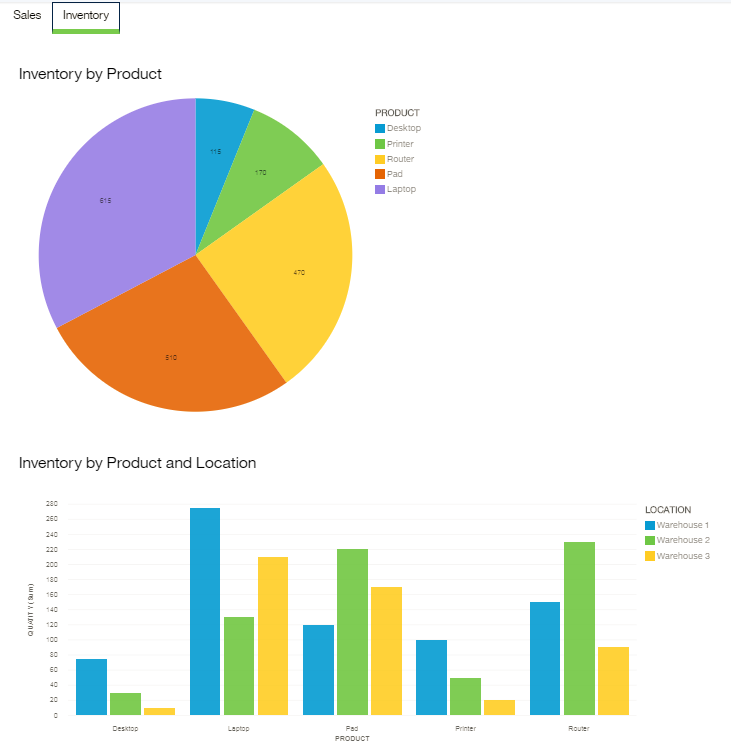 Sales Inventory
Inventory by Product
PRODUCT
Desktop
Printer
Router
Pad
Laptop
115
170
615
470
510
Inventory by Product and Location
280
260
240
220
200
180
160
140
120
100
80
60
40
20
0
QUANTITY (Sum)
Desktop Laptop Pad Printer Router
PRODUCT
LOCATION
Warehouse 1
Warehouse 2
Warehouse 3